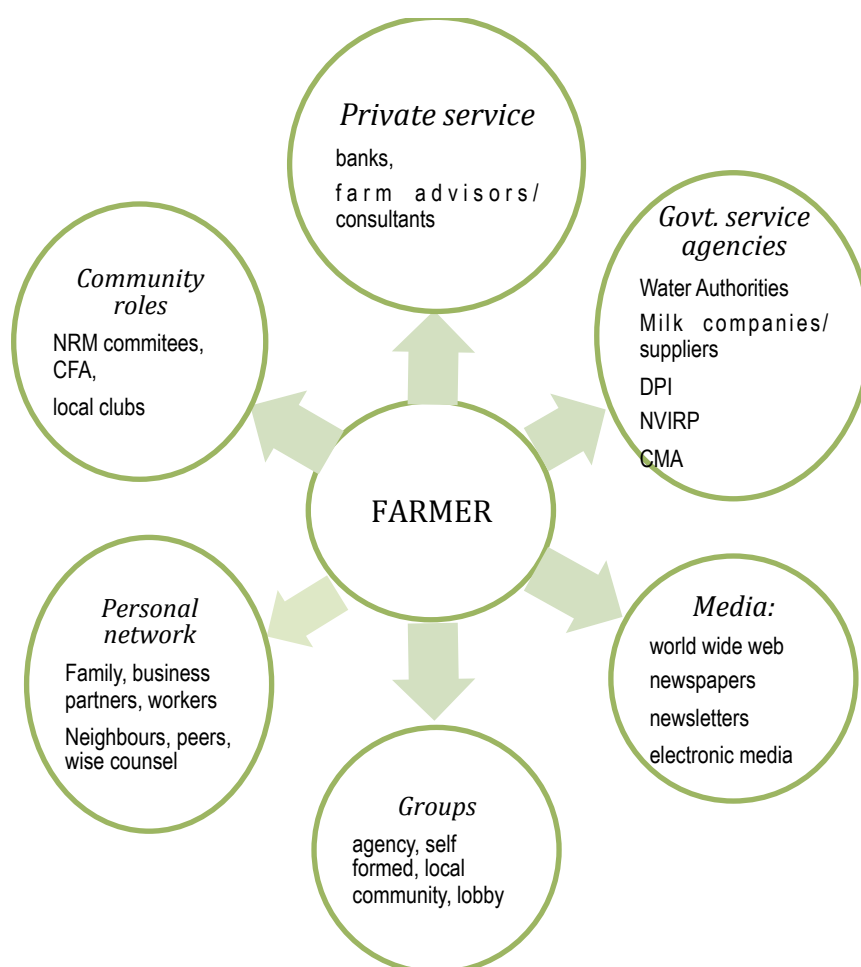 Private service
banks,
farm advisors/
consultants
Govt. service
agencies
Water Authorities
Milk companies/
suppliers
DPI
NVIRP
CMA
Community
roles
NRM commitees,
CFA,
local clubs
FARMER
Personal
network
Family, business
partners, workers
Neighbours, peers,
wise counsel
Media:
world wide web
newspapers
newsletters
electronic media
Groups
agency, self
formed, local
community, lobby